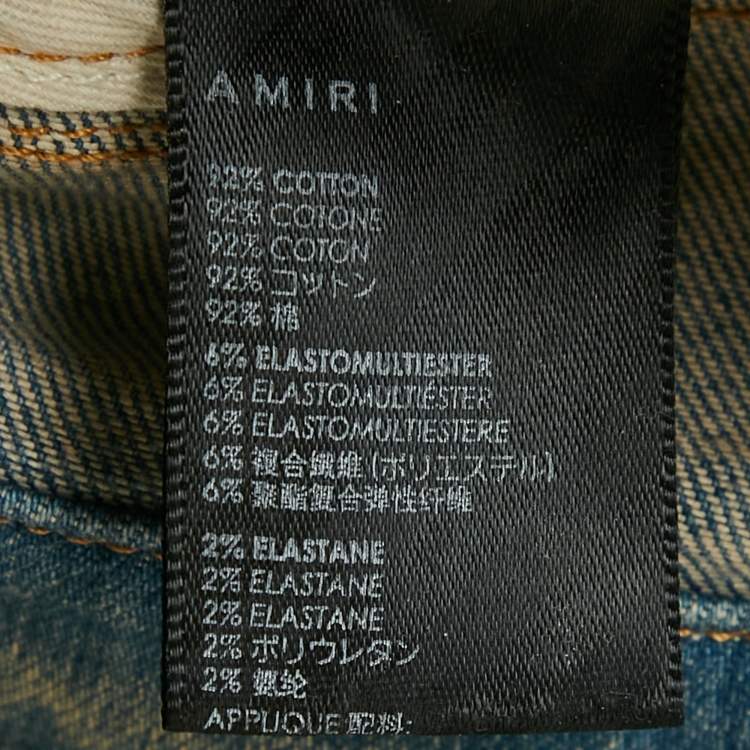 AMIRI
92% COTTON
92% COTONE
92% COTON
92% コットン
92% 棉
6% ELASTOMULTIESTER
6% ELASTOMULTIÉSTER
6% ELASTOMULTIESTERE
6% 複合繊維 (ポリエステル)
6% 聚酯复合弹性纤维
2% ELASTANE
2% ELASTANE
2% ELASTANE
2% ポリウレタン
2% 氨纶
APPLIQUE 配料: